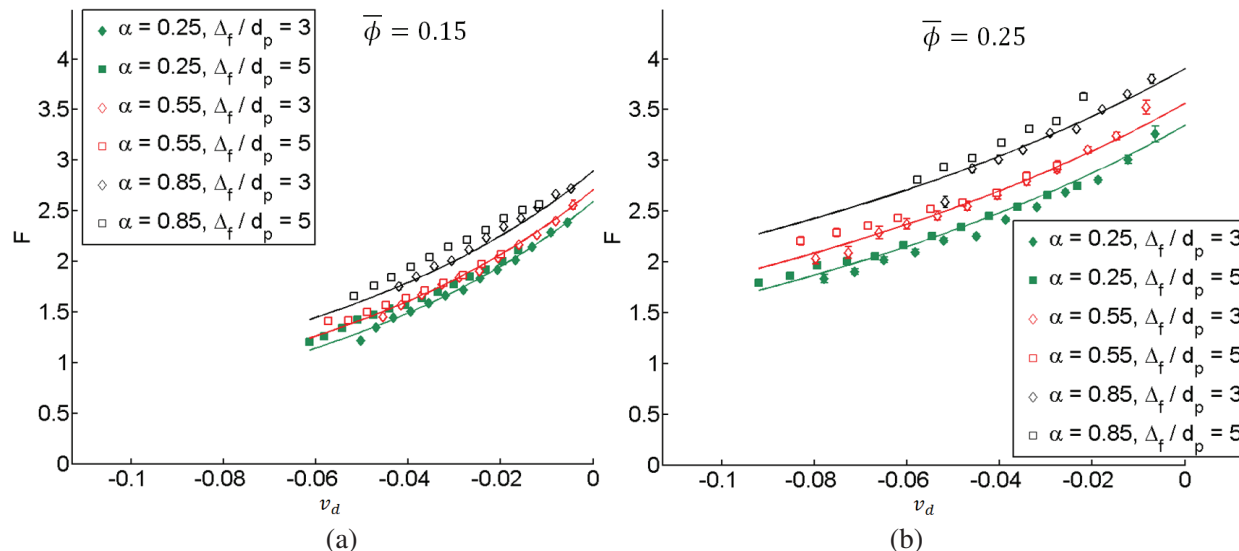 α = 0.25, Δf / dp = 3
α = 0.25, Δf / dp = 5
α = 0.55, Δf / dp = 3
α = 0.55, Δf / dp = 5
α = 0.85, Δf / dp = 3
α = 0.85, Δf / dp = 5
ϕ̅ = 0.15
4
3.5
3
2.5
2
1.5
1
0.5
0
F
-0.1 -0.08 -0.06 -0.04 -0.02 0
vd
(a)
ϕ̅ = 0.25
4
3.5
3
2.5
2
1.5
1
0.5
0
F
α = 0.25, Δf / dp = 3
α = 0.25, Δf / dp = 5
α = 0.55, Δf / dp = 3
α = 0.55, Δf / dp = 5
α = 0.85, Δf / dp = 3
α = 0.85, Δf / dp = 5
-0.1 -0.08 -0.06 -0.04 -0.02 0
vd
(b)